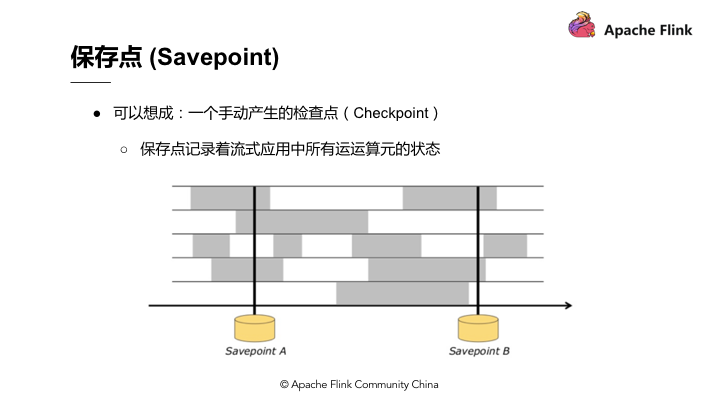 Apache Flink
保存点 (Savepoint)
● 可以想成：一个手动产生的检查点（Checkpoint）
○ 保存点记录着流式应用中所有运运算元的状态
Savepoint A
Savepoint B
© Apache Flink Community China